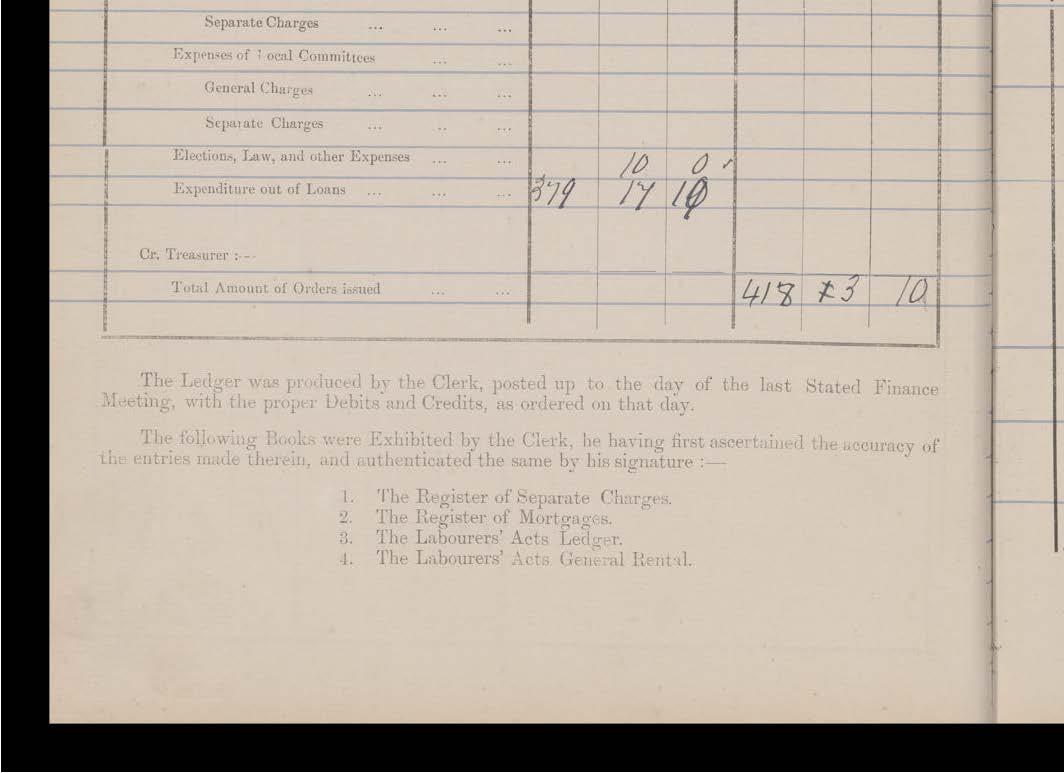 Separate Charges ... ... ...
Expenses of Local Committees ... ...
General Charges ... ... ...
Separate Charges ... .. ...
Elections, Law, and other Expenses ... ... 10 0
Expenditure out of Loans ... ... ... 379 17 10
Cr. Treasurer :--
Total Amount of Orders issued ... ... 418 3 10
The Ledger was produced by the Clerk, posted up to the day of the last Stated Finance
Meeting, with the proper Debits and Credits, as ordered on that day.
The following Books were Exhibited by the Clerk, he having first ascertained the accuracy of
the entries made therein, and authenticated the same by his signature :—
1. The Register of Separate Charges.
2. The Register of Mortgages.
3. The Labourers' Acts Ledger.
4. The Labourers' Acts General Rental.